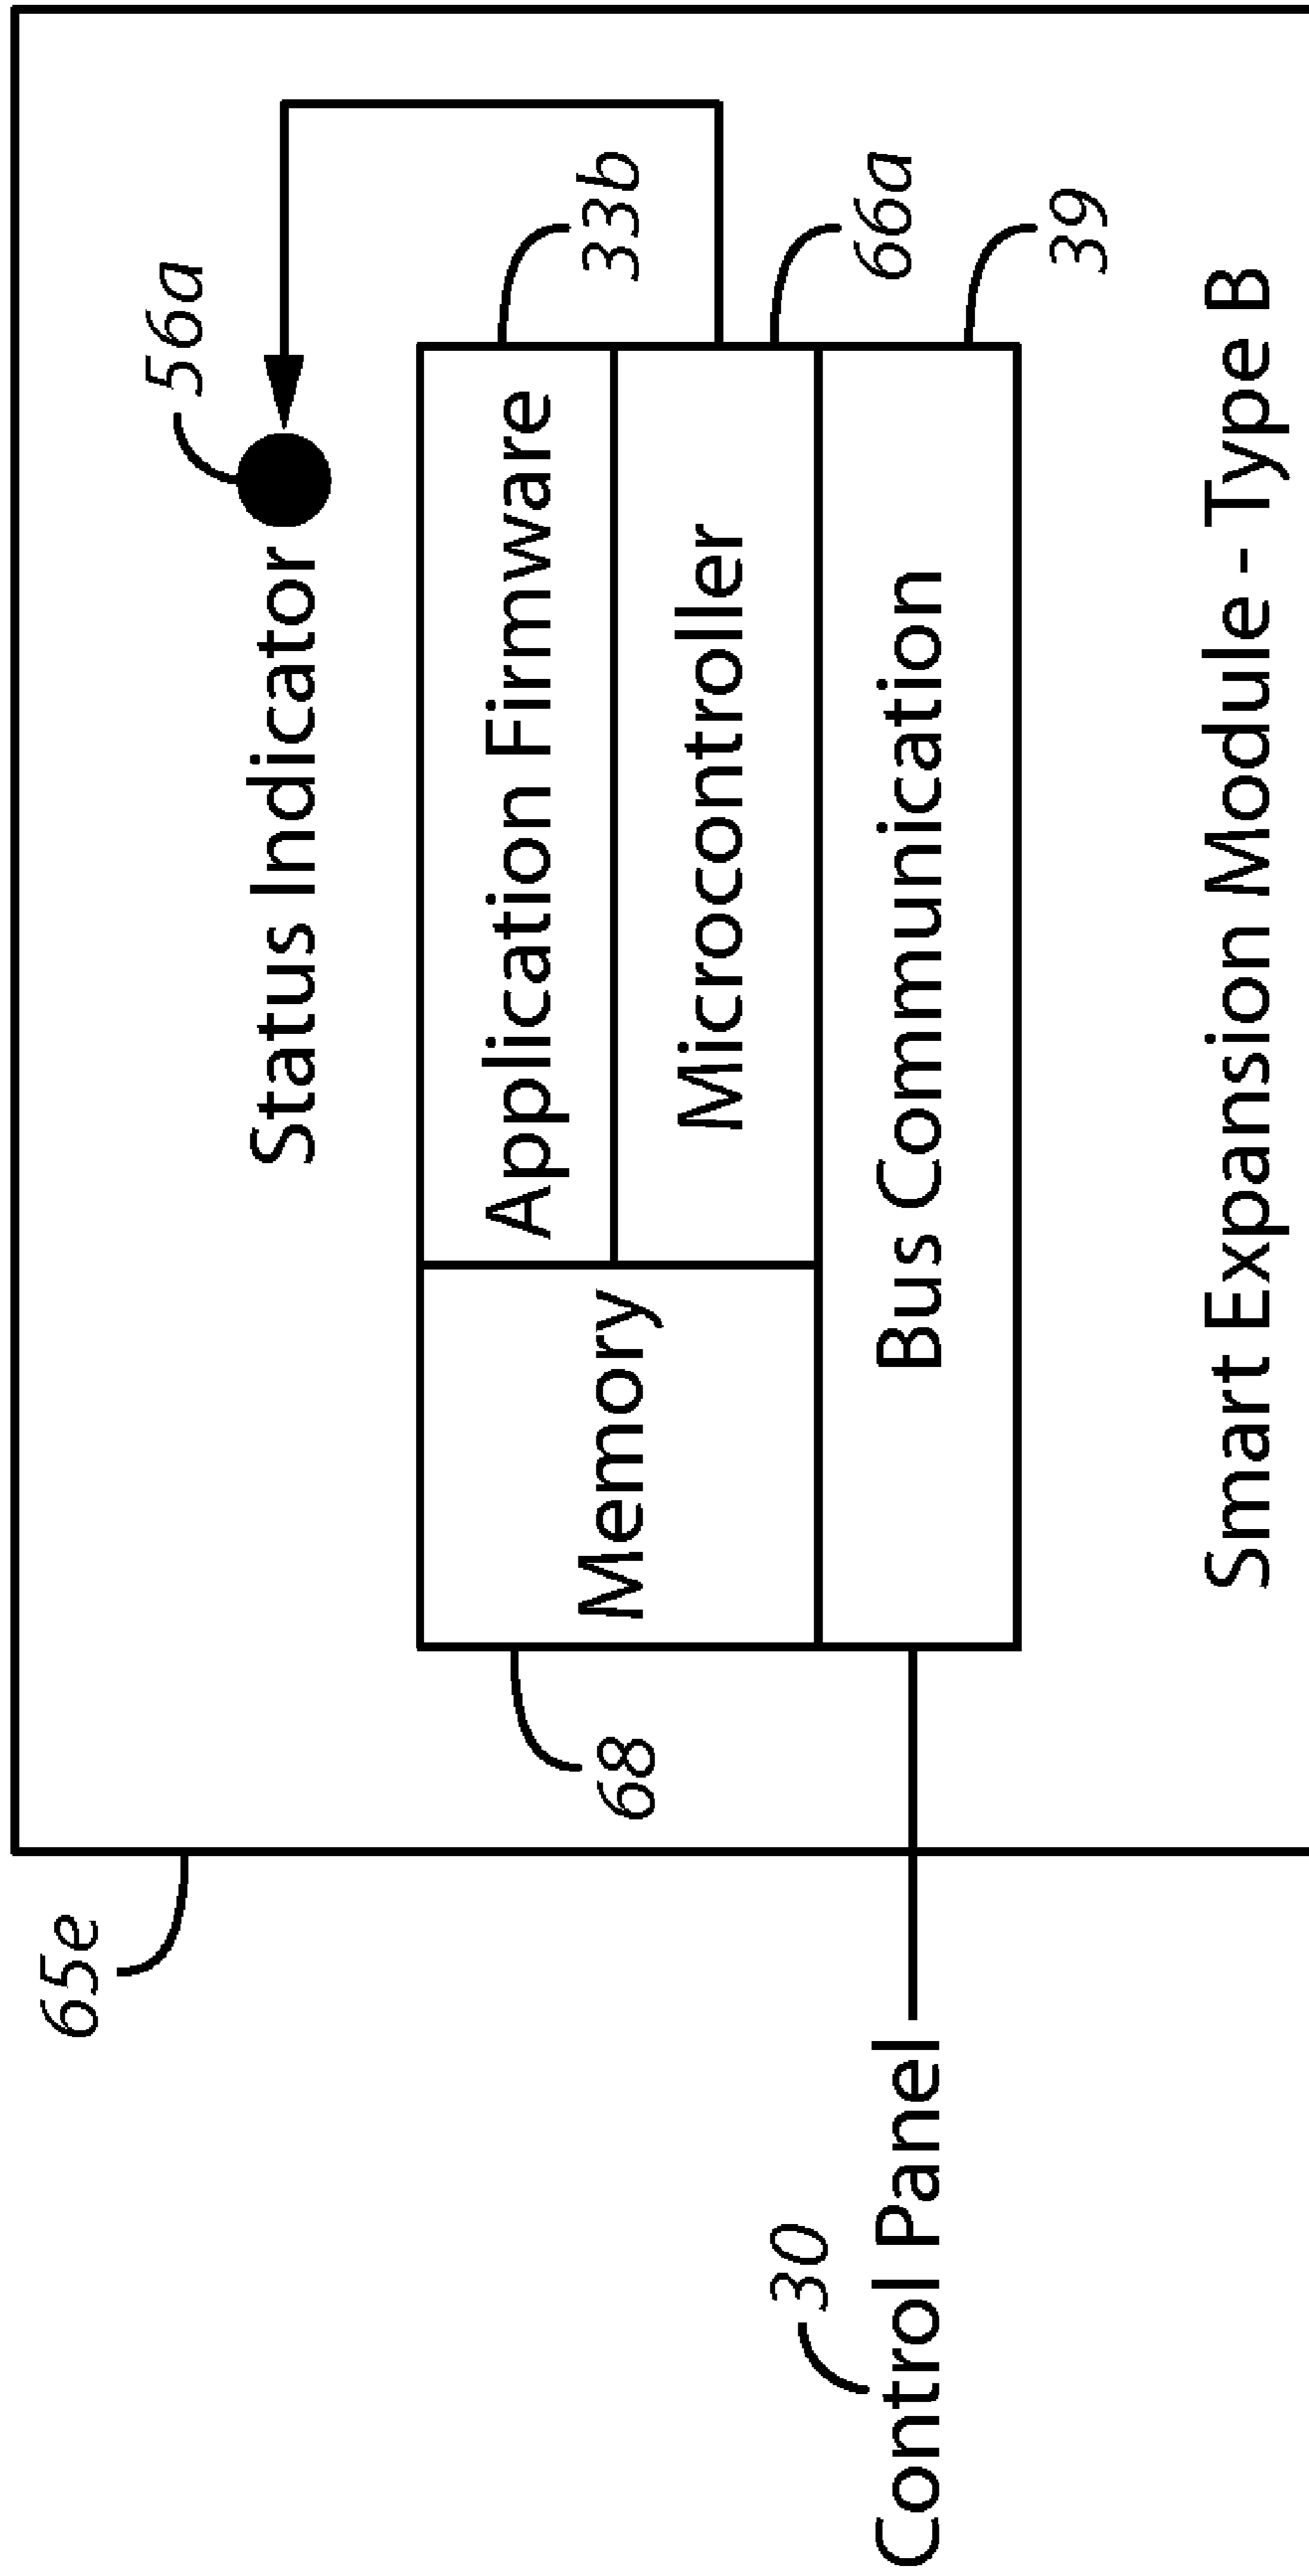 65e
56a
Status Indicator
68
Memory
Application Firmware
33b
Microcontroller
66a
30
Control Panel
Bus Communication
39
Smart Expansion Module - Type B